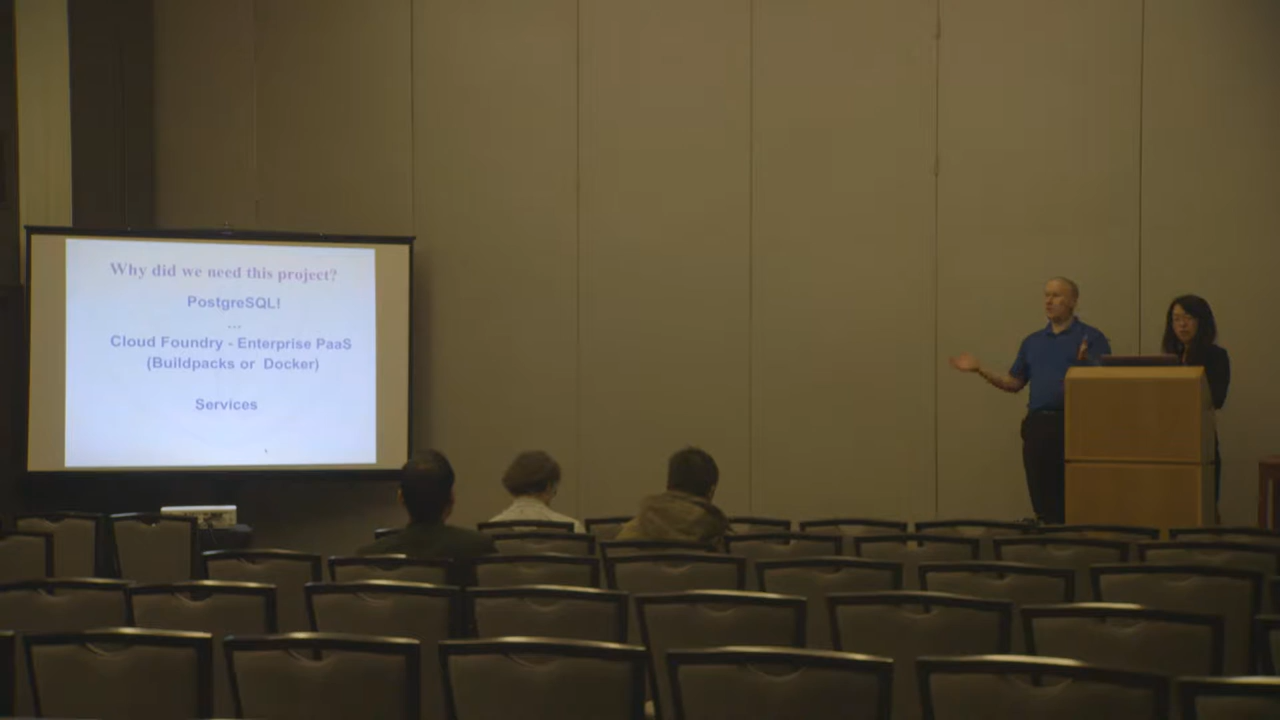 Why did we need this project?
PostgreSQL!
...
Cloud Foundry - Enterprise PaaS
(Buildpacks or Docker)
Services